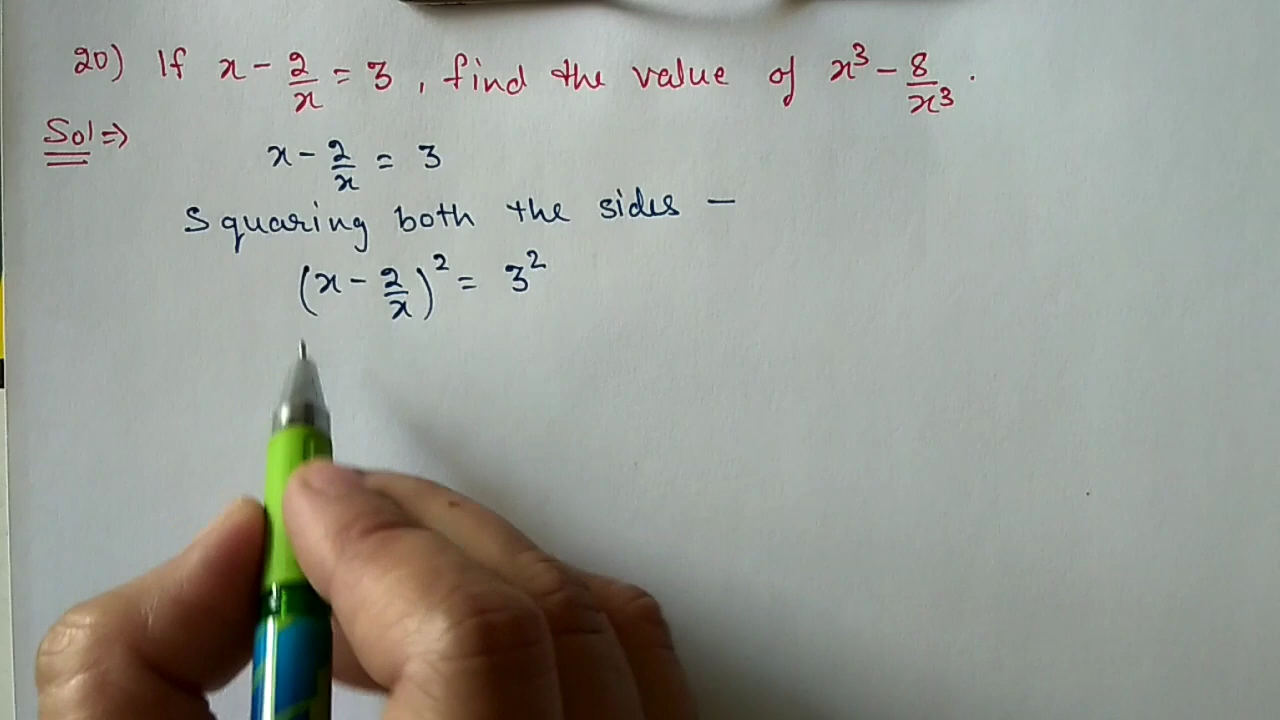 20) If x - 2/x = 3 , find the value of x³ - 8/x³ .
Sol ⇒
x - 2/x = 3
Squaring both the sides –
(x - 2/x)² = 3²